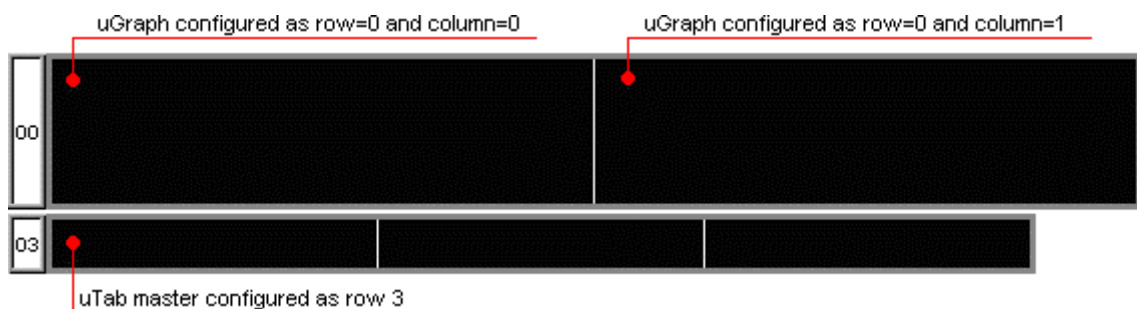 uGraph configured as row=0 and column=0
uGraph configured as row=0 and column=1
00
03
uTab master configured as row 3